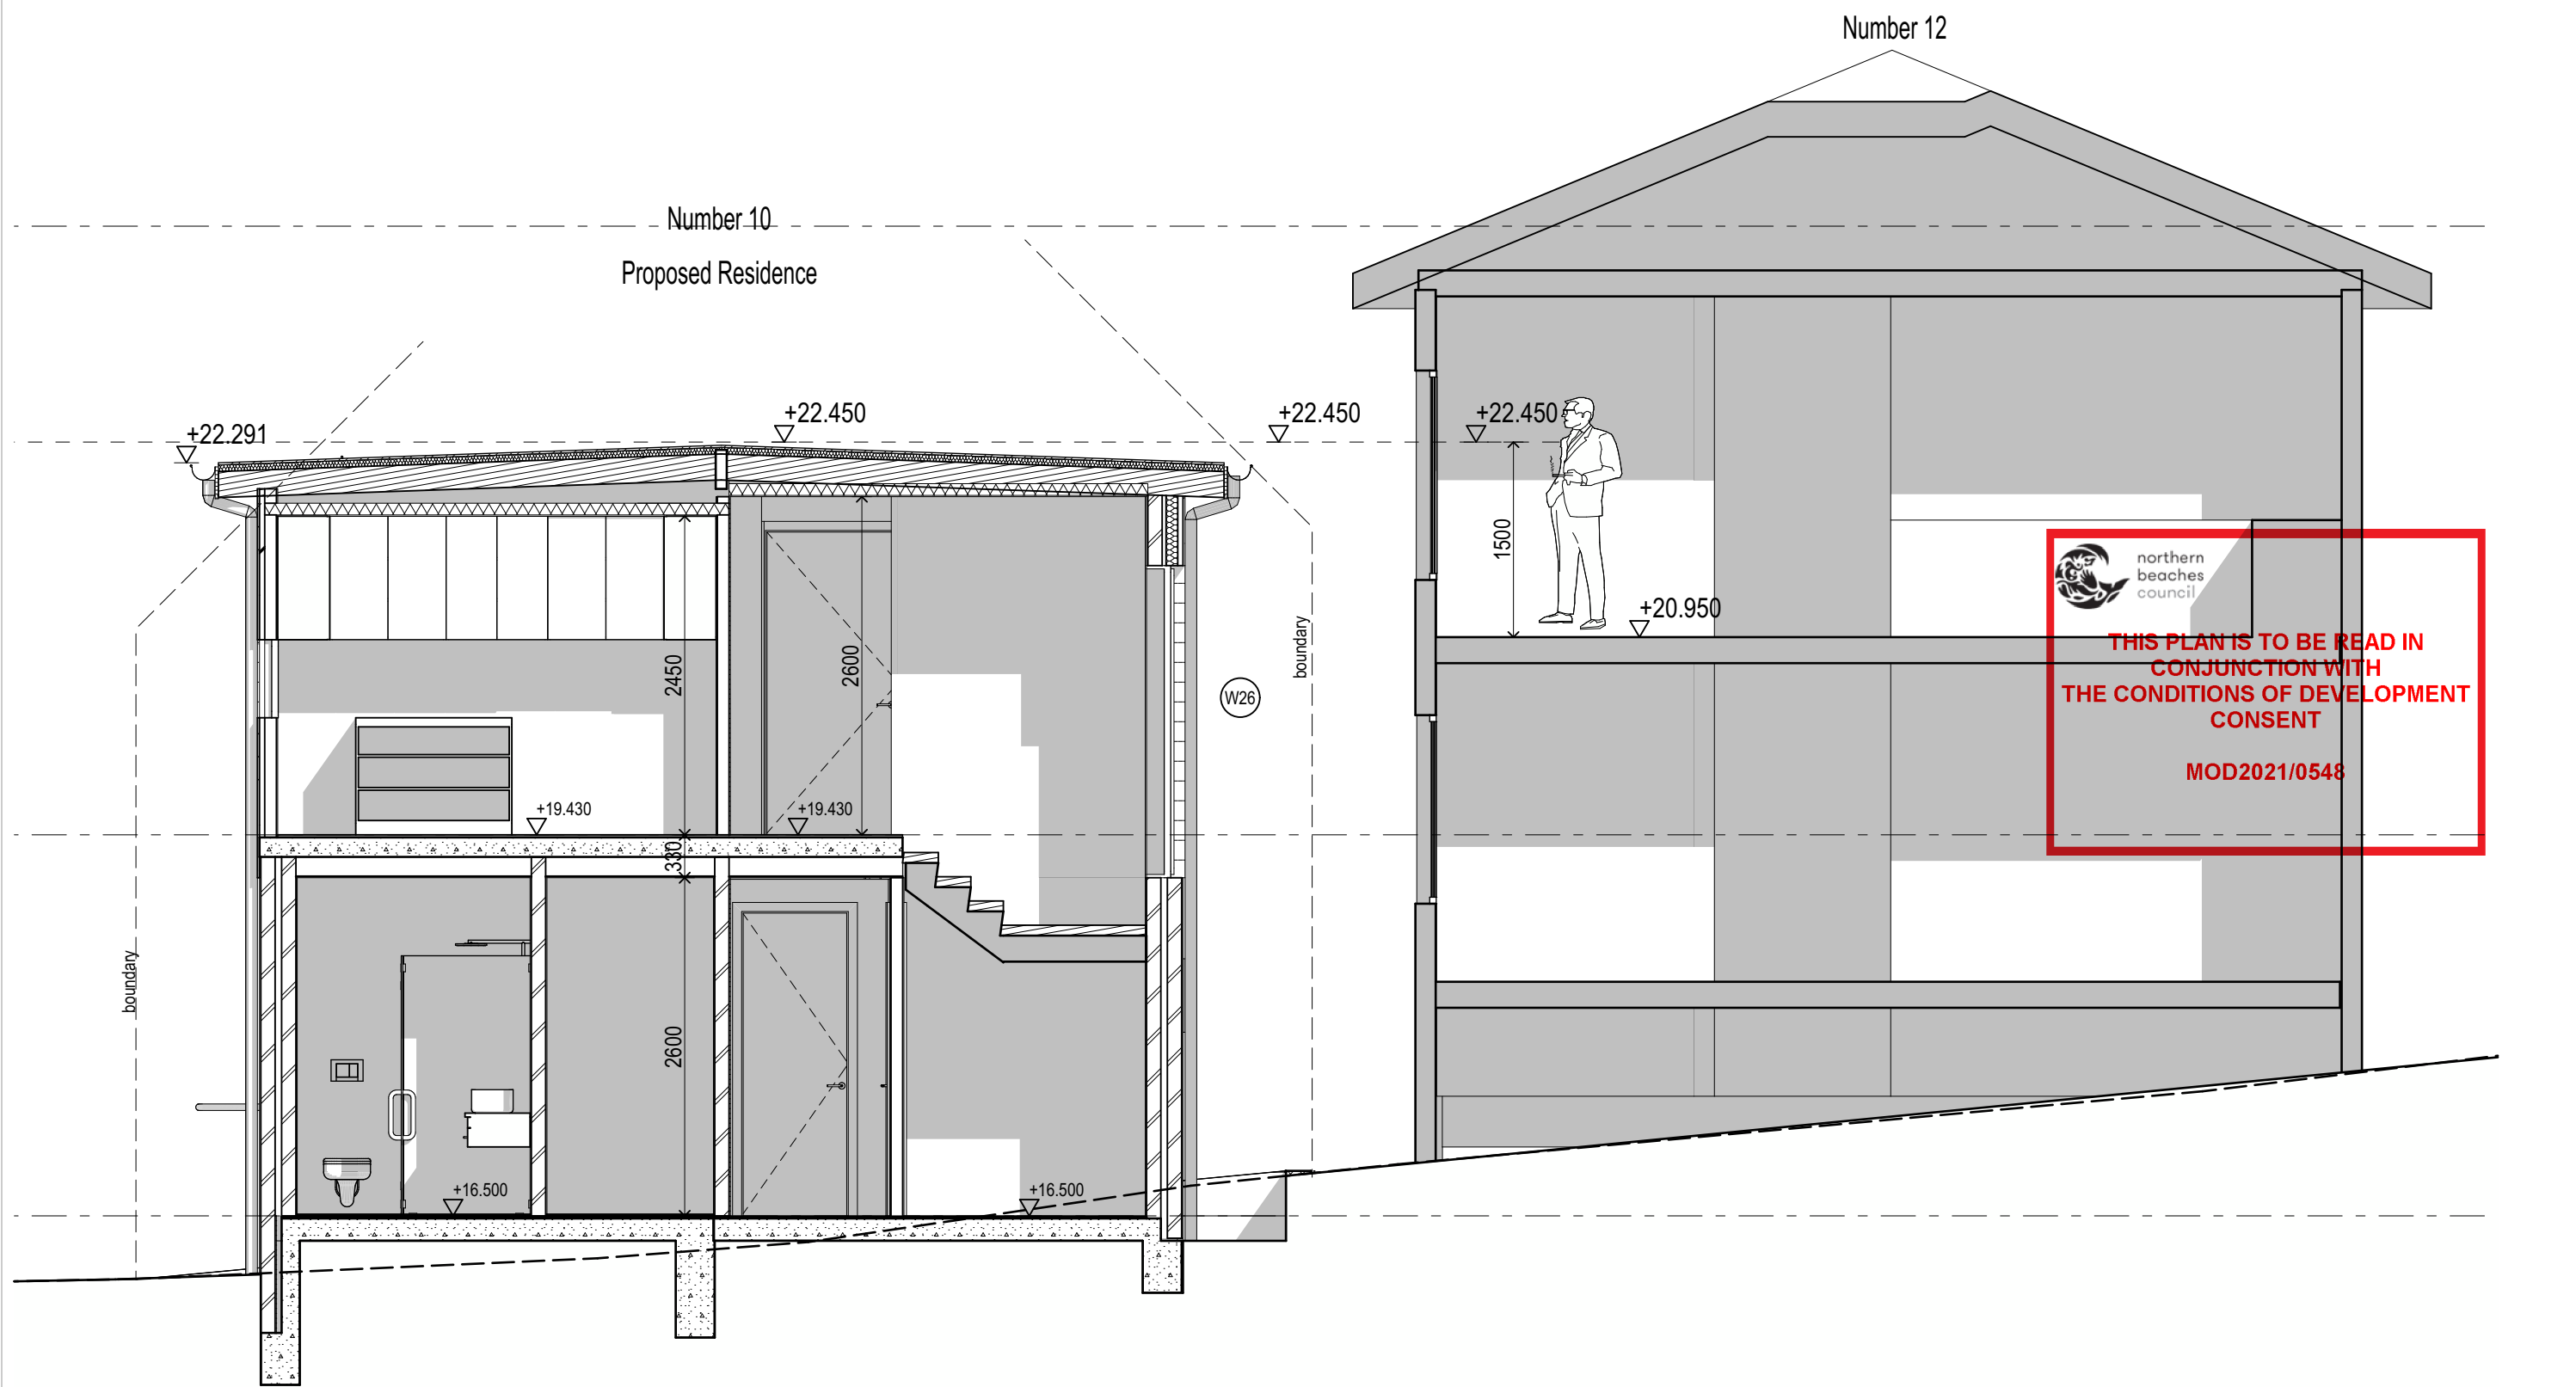 Number 12
Number 10
Proposed Residence
+22.291
+22.450
+22.450
+22.450
1500
+20.950
northern
beaches
council
THIS PLAN IS TO BE READ IN
CONJUNCTION WITH
THE CONDITIONS OF DEVELOPMENT
CONSENT
MOD2021/0548
boundary
W26
2450
2600
+19.430
+19.430
330
boundary
2600
+16.500
+16.500